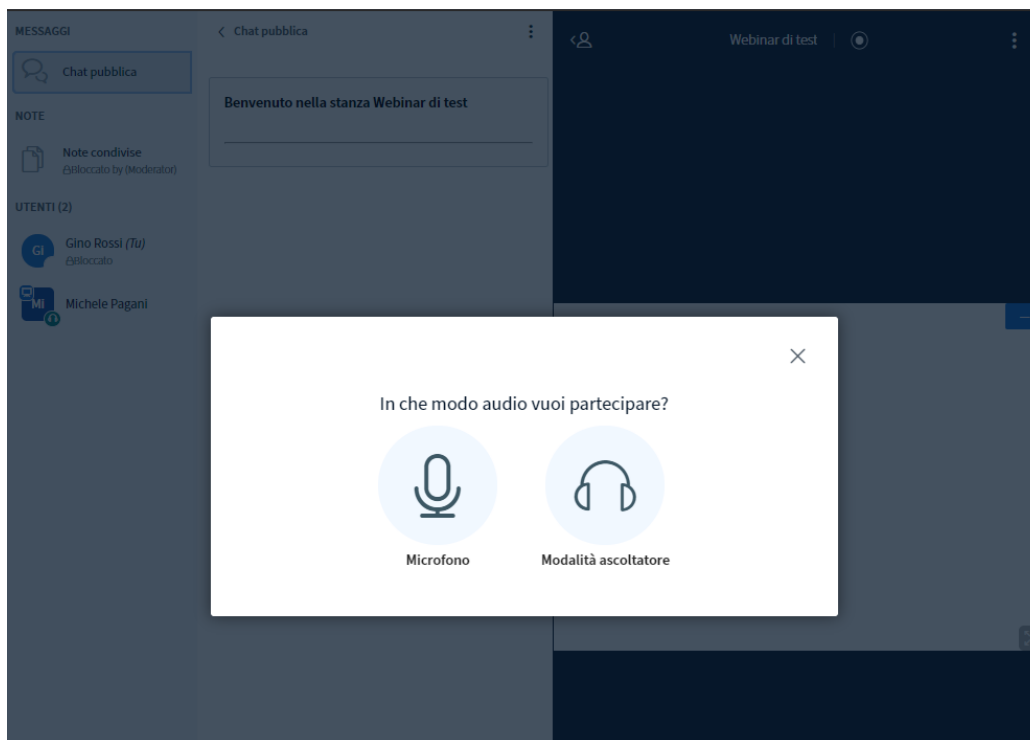 MESSAGGI
Chat pubblica
NOTE
Note condivise
Bloccato by (Moderator)
UTENTI (2)
GI
Gino Rossi (Tu)
Bloccato
MI
Michele Pagani
Chat pubblica
Benvenuto nella stanza Webinar di test
Webinar di test
In che modo audio vuoi partecipare?
Microfono
Modalità ascoltatore